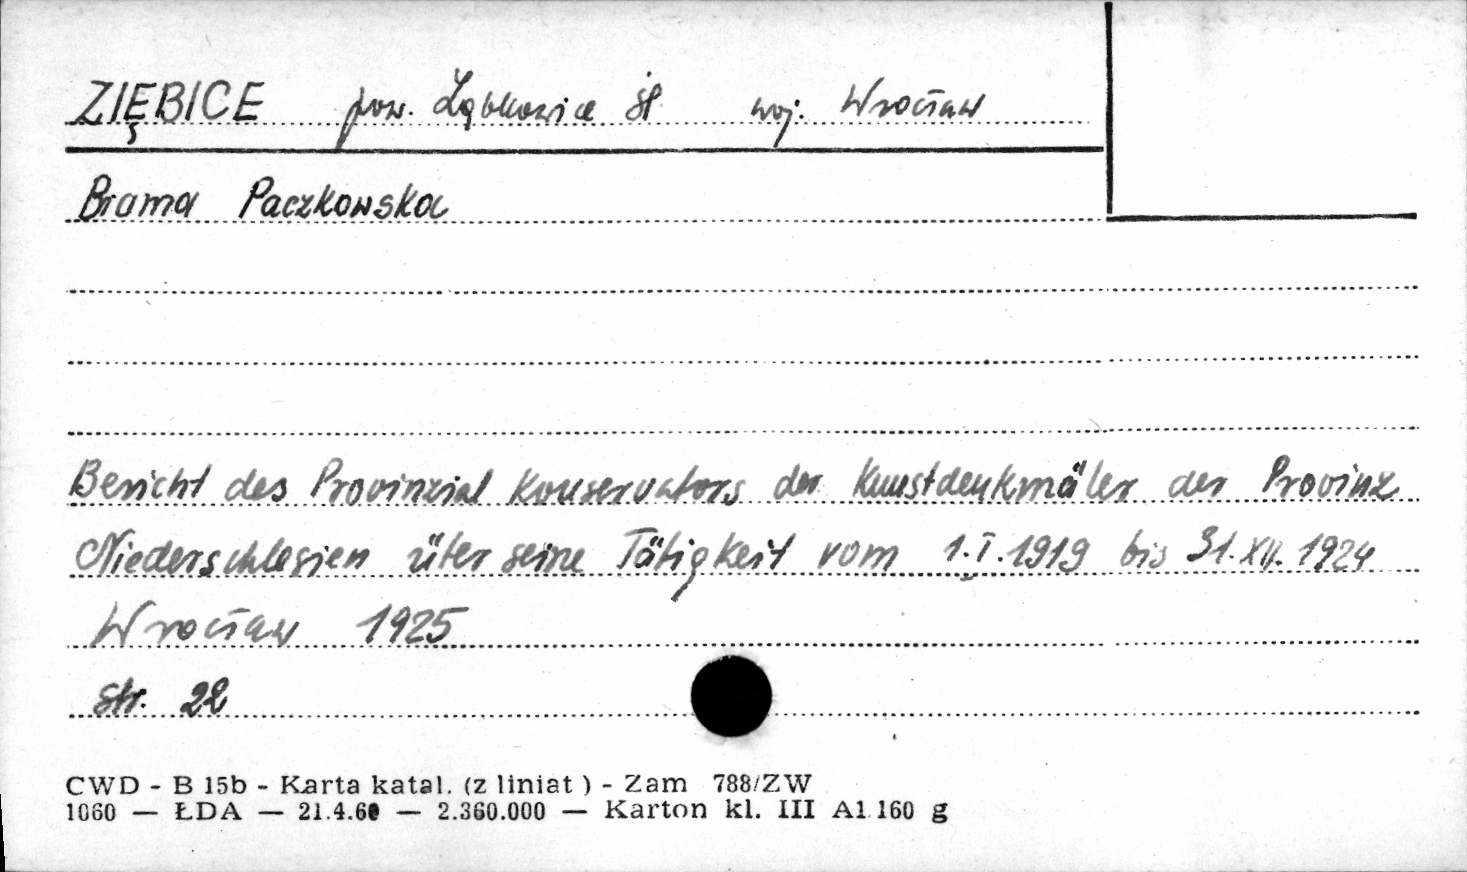 ZIĘBICE pow. Ząbkowice Śl woj. Wrocław
Brama Paczkowska
Bericht des Provinzial Konservators der Kunstdenkmäler der Provinz
Niederschlesien über seine Tätigkeit vom 1.I.1919 bis 31.XII.1924
Wrocław 1925
str. 22
CWD - B 15b - Karta katal. (z liniat ) - Zam 788/ZW
1060 — ŁDA — 21.4.60 — 2.360.000 — Karton kl. III A1 160 g